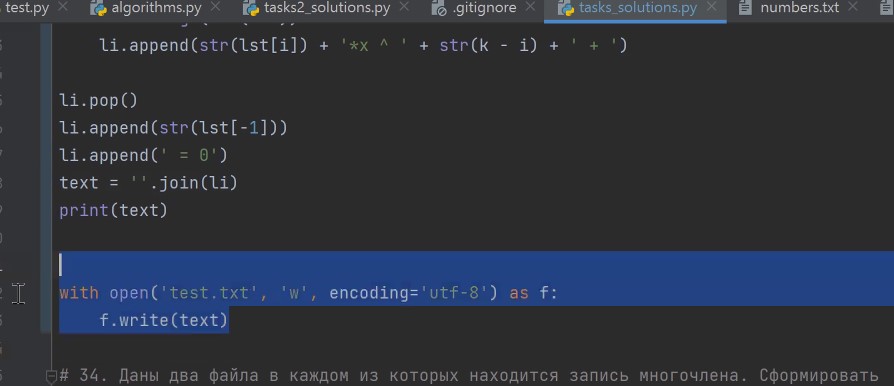 test.py algorithms.py tasks2_solutions.py .gitignore tasks_solutions.py numbers.txt
li.append(str(lst[i]) + '*x ^ ' + str(k - i) + ' + ')
li.pop()
li.append(str(lst[-1]))
li.append(' = 0')
text = ''.join(li)
print(text)
with open('test.txt', 'w', encoding='utf-8') as f:
f.write(text)
# 34. Даны два файла в каждом из которых находится запись многочлена. Сформировать